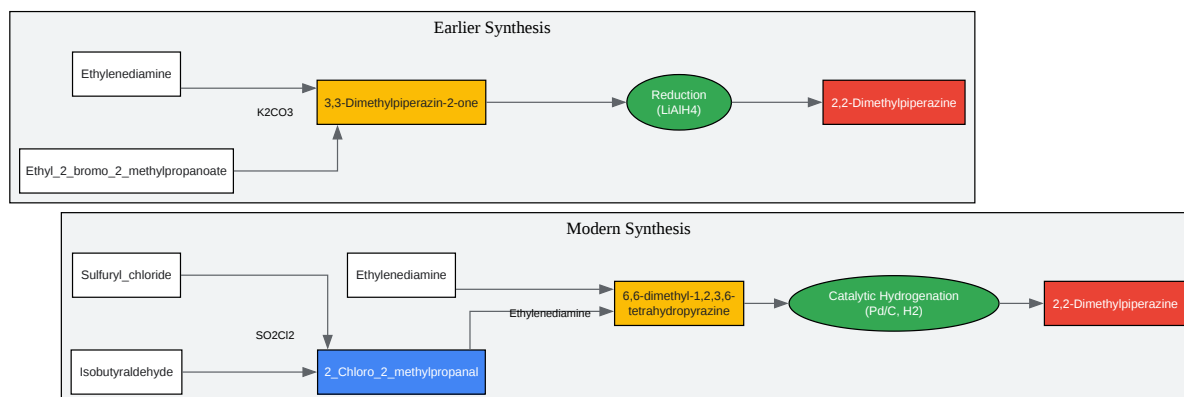 Earlier Synthesis
Ethylenediamine
K2CO3
Ethyl_2_bromo_2_methylpropanoate
3,3-Dimethylpiperazin-2-one
Reduction
(LiAlH4)
2,2-Dimethylpiperazine
Modern Synthesis
Sulfuryl_chloride
SO2Cl2
Isobutyraldehyde
2_Chloro_2_methylpropanal
Ethylenediamine
Ethylenediamine
6,6-dimethyl-1,2,3,6-
tetrahydropyrazine
Catalytic Hydrogenation
(Pd/C, H2)
2,2-Dimethylpiperazine